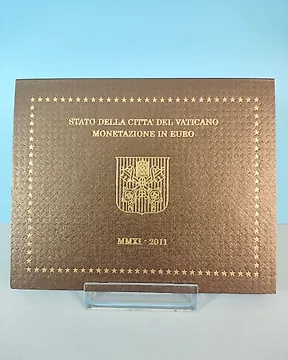 STATO DELLA CITTA' DEL VATICANO
MONETAZIONE IN EURO
MMXI - 2011